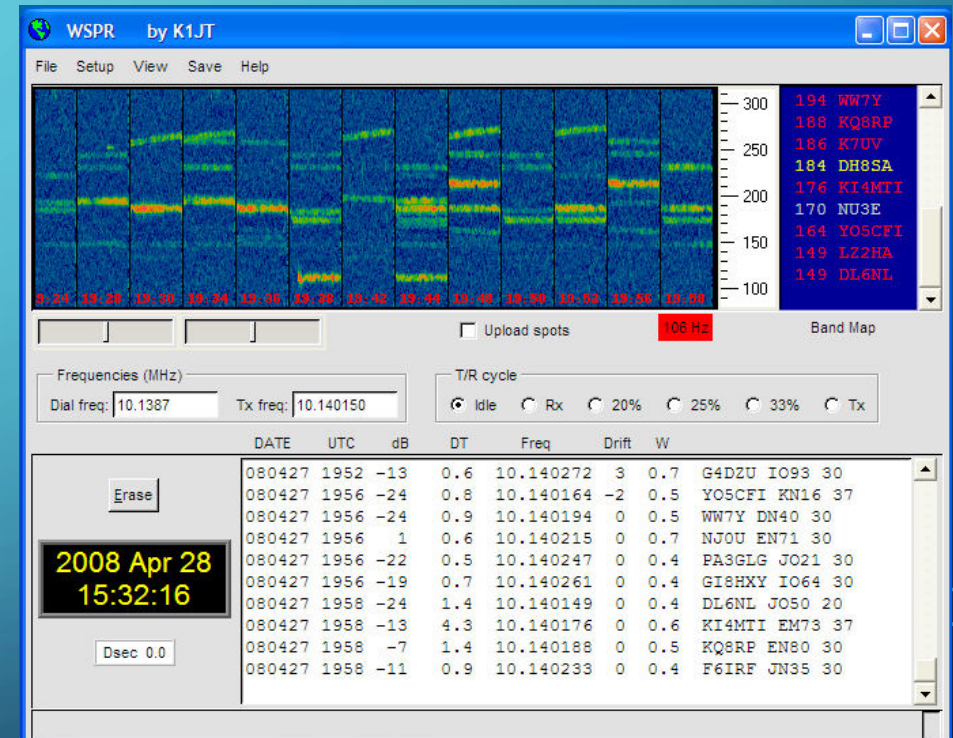 WSPR by K1JT
File Setup View Save Help
300
250
200
150
100
194 WW7Y
188 KQ8RP
186 K7UV
184 DH8SA
176 KI4MTI
170 NU3E
164 YO5CFI
149 LZ2HA
149 DL6NL
9:24 19:28 19:30 19:34 19:36 19:38 19:42 19:44 19:48 19:50 19:52 19:56 19:58
Upload spots
106 Hz
Band Map
Frequencies (MHz)
Dial freq: 10.1387 Tx freq: 10.140150
T/R cycle
Idle Rx 20% 25% 33% Tx
DATE UTC dB DT Freq Drift W
Erase
2008 Apr 28
15:32:16
Dsec 0.0
080427 1952 -13 0.6 10.140272 3 0.7 G4DZU IO93 30
080427 1956 -24 0.8 10.140164 -2 0.5 YO5CFI KN16 37
080427 1956 -24 0.9 10.140194 0 0.5 WW7Y DN40 30
080427 1956 1 0.6 10.140215 0 0.7 NJ0U EN71 30
080427 1956 -22 0.5 10.140247 0 0.4 PA3GLG JO21 30
080427 1956 -19 0.7 10.140261 0 0.4 GI8HXY IO64 30
080427 1958 -24 1.4 10.140149 0 0.4 DL6NL JO50 20
080427 1958 -13 4.3 10.140176 0 0.6 KI4MTI EM73 37
080427 1958 -7 1.4 10.140188 0 0.5 KQ8RP EN80 30
080427 1958 -11 0.9 10.140233 0 0.4 F6IRF JN35 30